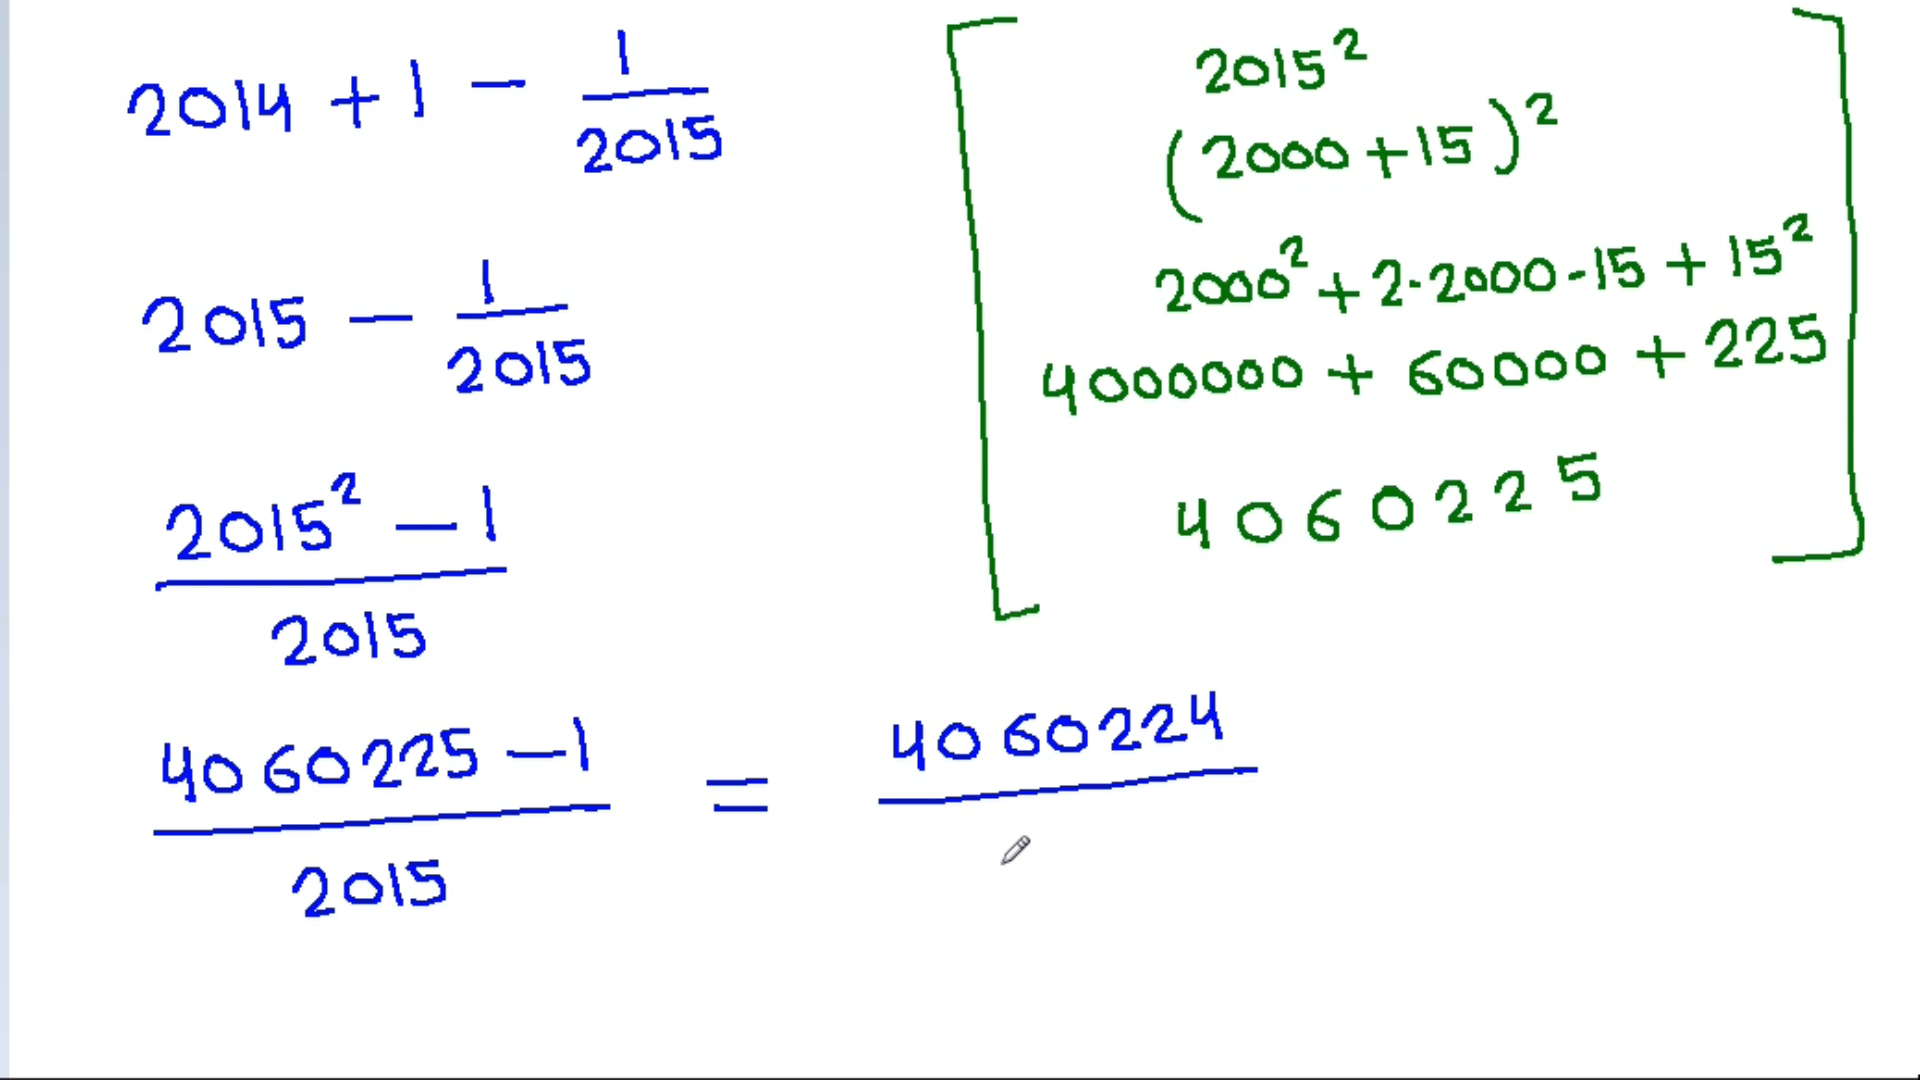 2014 + 1 - 1/2015
2015 - 1/2015
(2015² - 1)/2015
(4060225 - 1)/2015 = 4060224/
2015²
(2000 + 15)²
2000² + 2·2000·15 + 15²
4000000 + 60000 + 225
4060225